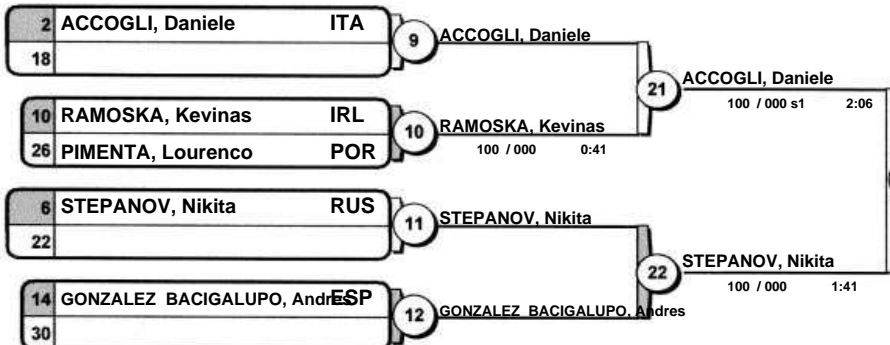 2 ACCOGLI, Daniele ITA
18
9 ACCOGLI, Daniele
10 RAMOSKA, Kevinas IRL
26 PIMENTA, Lourenco POR
10 RAMOSKA, Kevinas
100 / 000 0:41
21 ACCOGLI, Daniele
100 / 000 s1 2:06
6 STEPANOV, Nikita RUS
22
11 STEPANOV, Nikita
14 GONZALEZ BACIGALUPO, Andres ESP
30
12 GONZALEZ BACIGALUPO, Andres
22 STEPANOV, Nikita
100 / 000 1:41